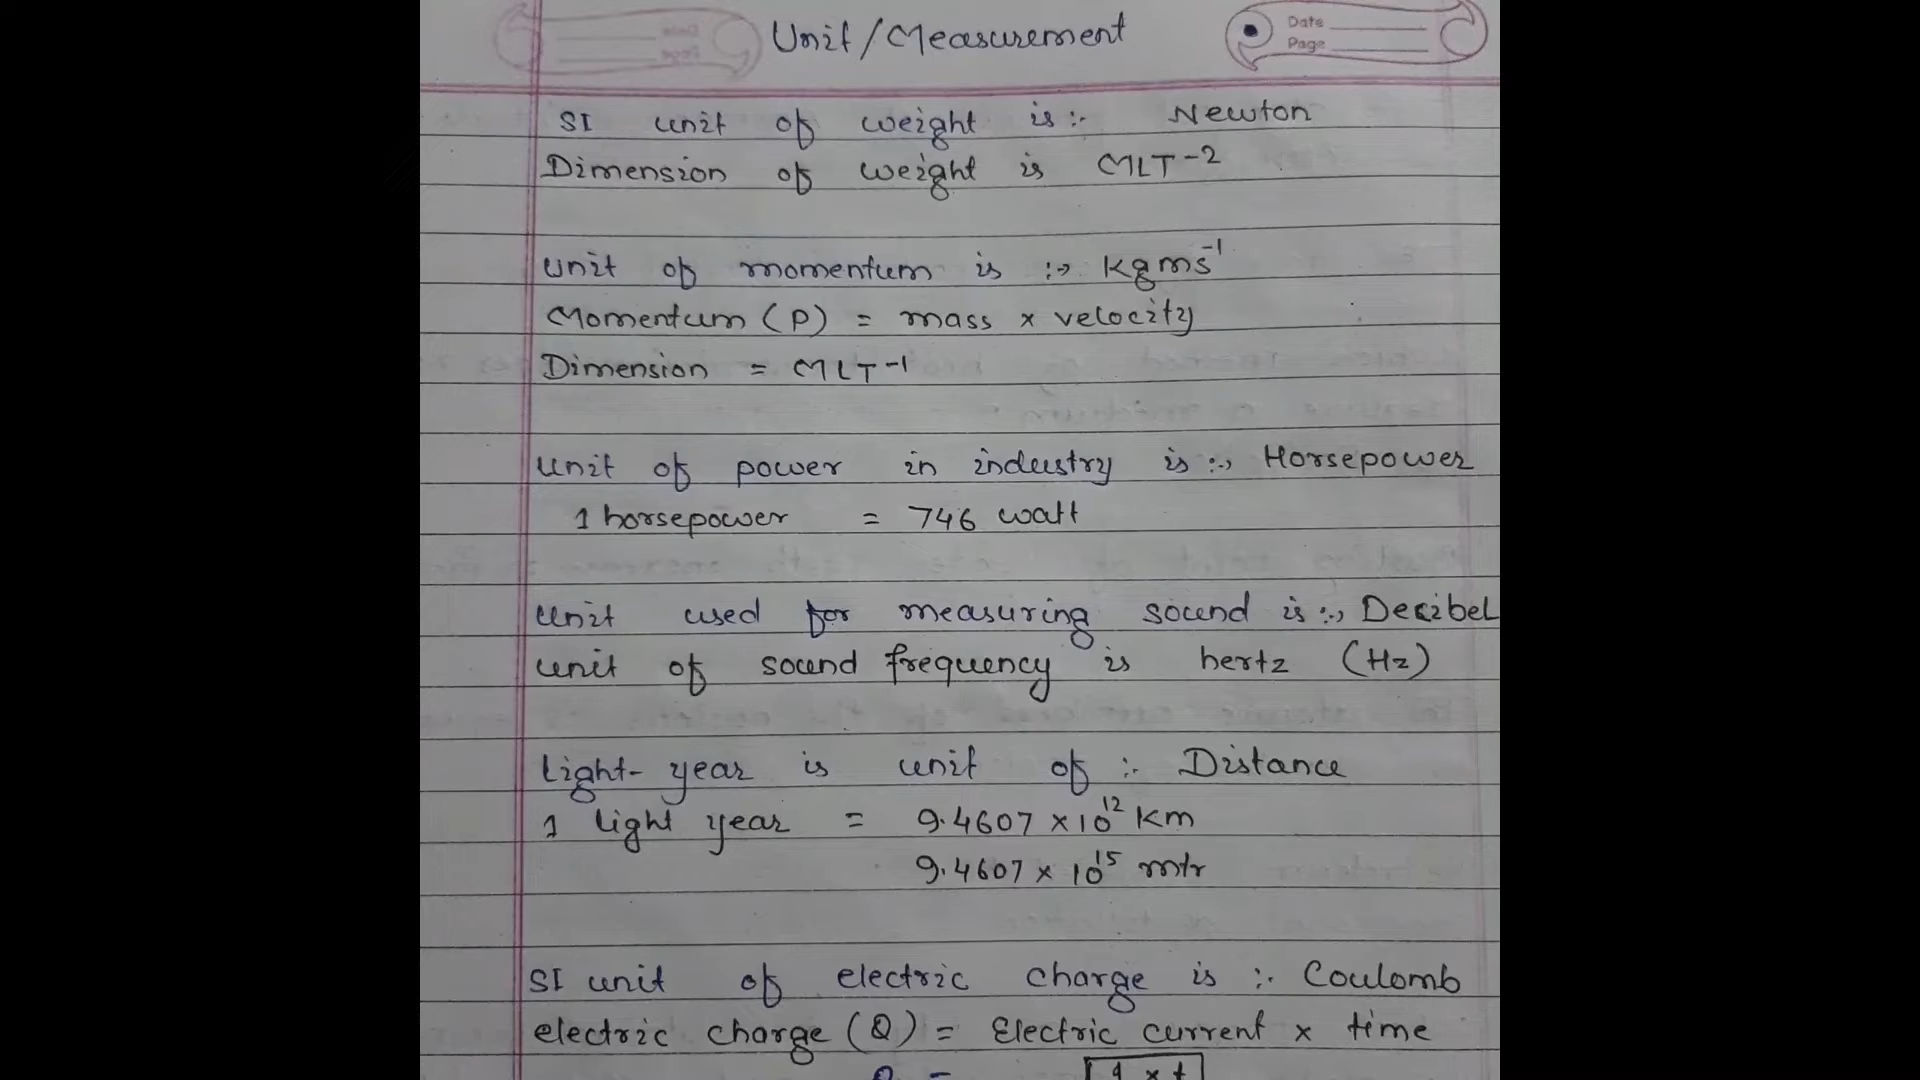 Unit/Measurement
Date
Page
SI unit of weight is:- Newton
Dimension of weight is MLT-2
Unit of momentum is :-> Kgms⁻¹
Momentum (P) = mass x velocity
Dimension = MLT-1
Unit of power in industry is :-, Horsepower
1 horsepower = 746 watt
Unit used for measuring sound is :-, Decibel
unit of sound frequency is hertz (Hz)
Light-year is unit of :- Distance
1 light year = 9.4607 x 10¹² Km
9.4607 x 10¹⁵ mtr
SI unit of electric charge is :- Coulomb
electric charge (Q) = Electric current x time